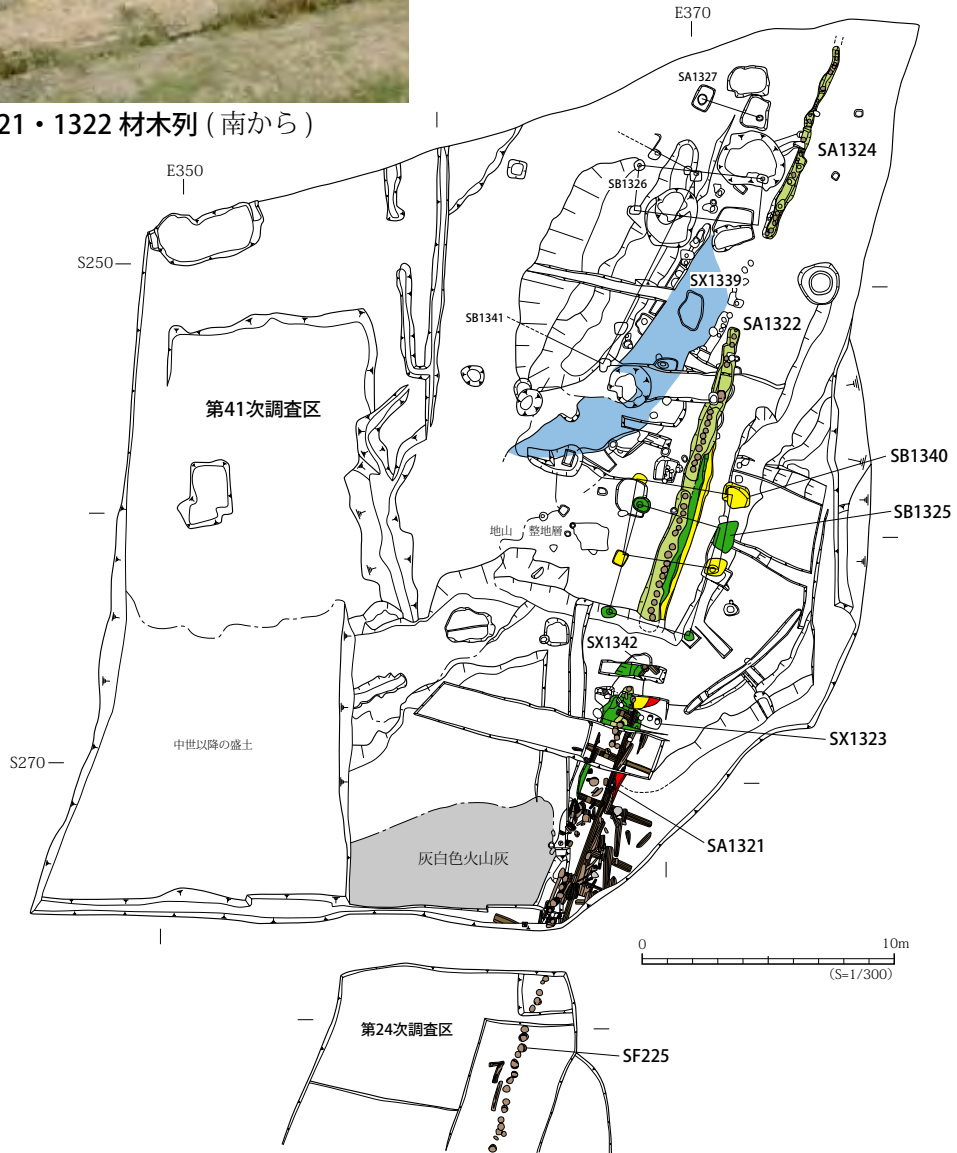 21・1322 材木列 ( 南から )
E370
E350
SA1327
SA1324
SB1326
S250
SX1339
SA1322
SB1341
第41次調査区
SB1340
SB1325
地山 整地層
SX1342
SX1323
中世以降の盛土
S270
SA1321
灰白色火山灰
0 10m
(S=1/300)
第24次調査区
SF225